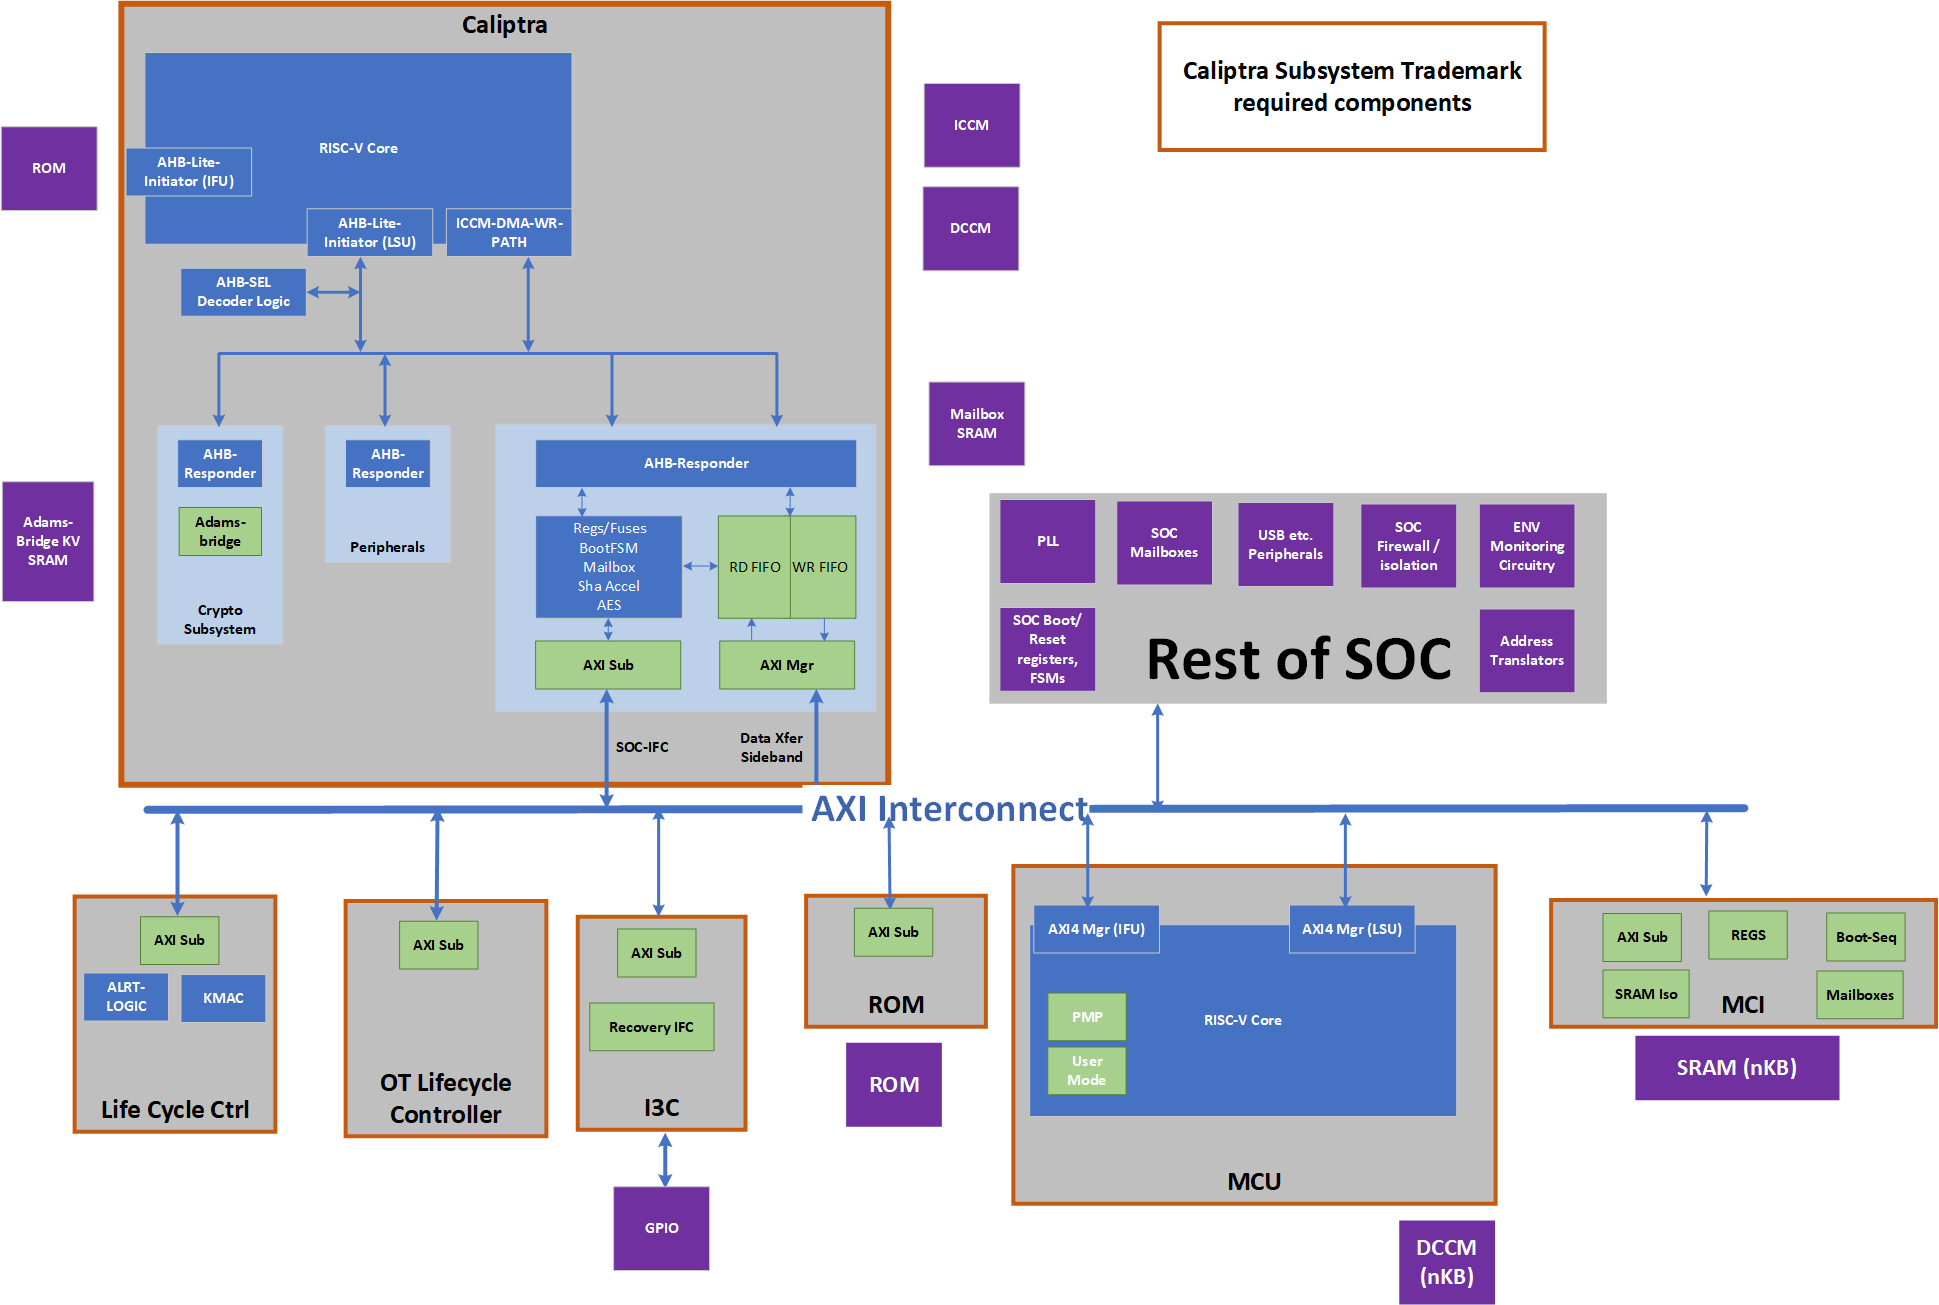 Caliptra
Caliptra Subsystem Trademark
required components
RISC-V Core
ROM
AHB-Lite-
Initiator (IFU)
ICCM
AHB-Lite-
Initiator (LSU)
ICCM-DMA-WR-
PATH
DCCM
AHB-SEL
Decoder Logic
Mailbox
SRAM
AHB-
Responder
AHB-
Responder
AHB-Responder
Adams-
Bridge KV
SRAM
Adams-
bridge
Peripherals
Crypto
Subsystem
Regs/Fuses
BootFSM
Mailbox
Sha Accel
AES
RD FIFO
WR FIFO
AXI Sub
AXI Mgr
SOC-IFC
Data Xfer
Sideband
PLL
SOC
Mailboxes
USB etc.
Peripherals
SOC
Firewall /
isolation
ENV
Monitoring
Circuitry
SOC Boot/
Reset
registers,
FSMs
Rest of SOC
Address
Translators
AXI Interconnect
AXI Sub
ALRT-
LOGIC
KMAC
Life Cycle Ctrl
AXI Sub
OT Lifecycle
Controller
AXI Sub
Recovery IFC
I3C
GPIO
AXI Sub
ROM
ROM
AXI4 Mgr (IFU)
AXI4 Mgr (LSU)
PMP
User
Mode
RISC-V Core
MCU
DCCM
(nKB)
AXI Sub
REGS
Boot-Seq
SRAM Iso
MCI
Mailboxes
SRAM (nKB)